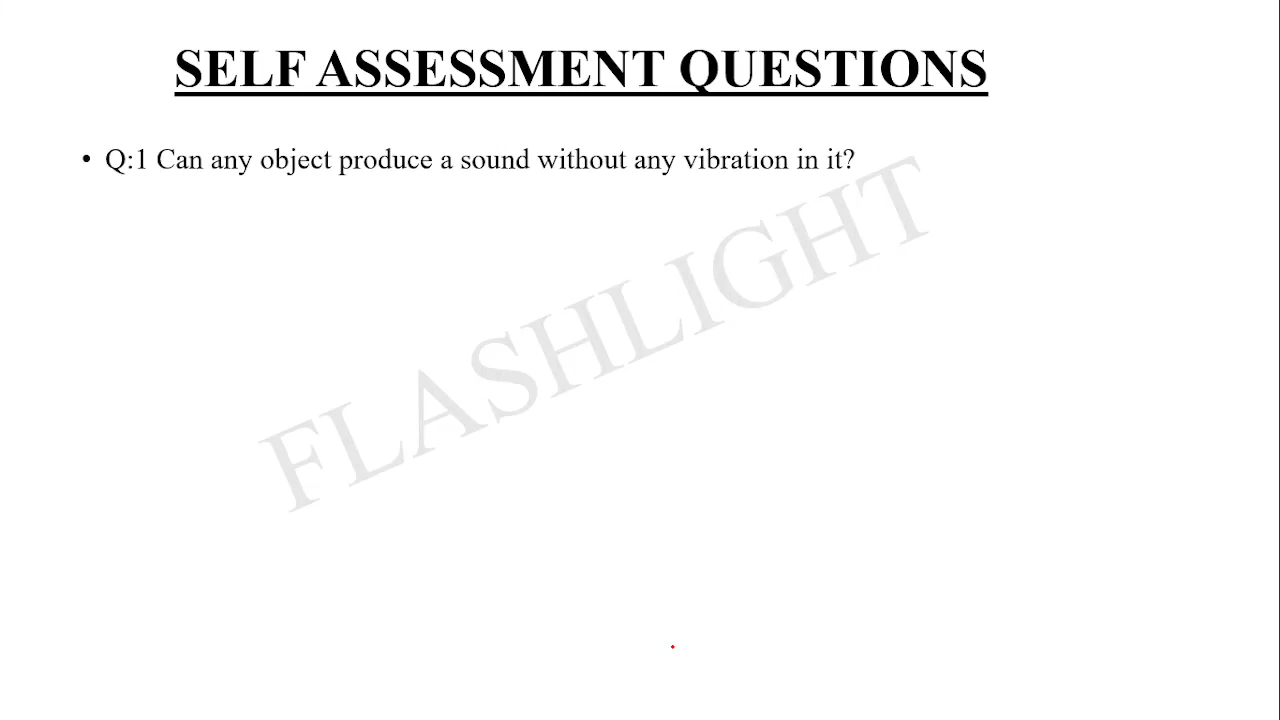 SELF ASSESSMENT QUESTIONS
• Q:1 Can any object produce a sound without any vibration in it?
FLASHLIGHT